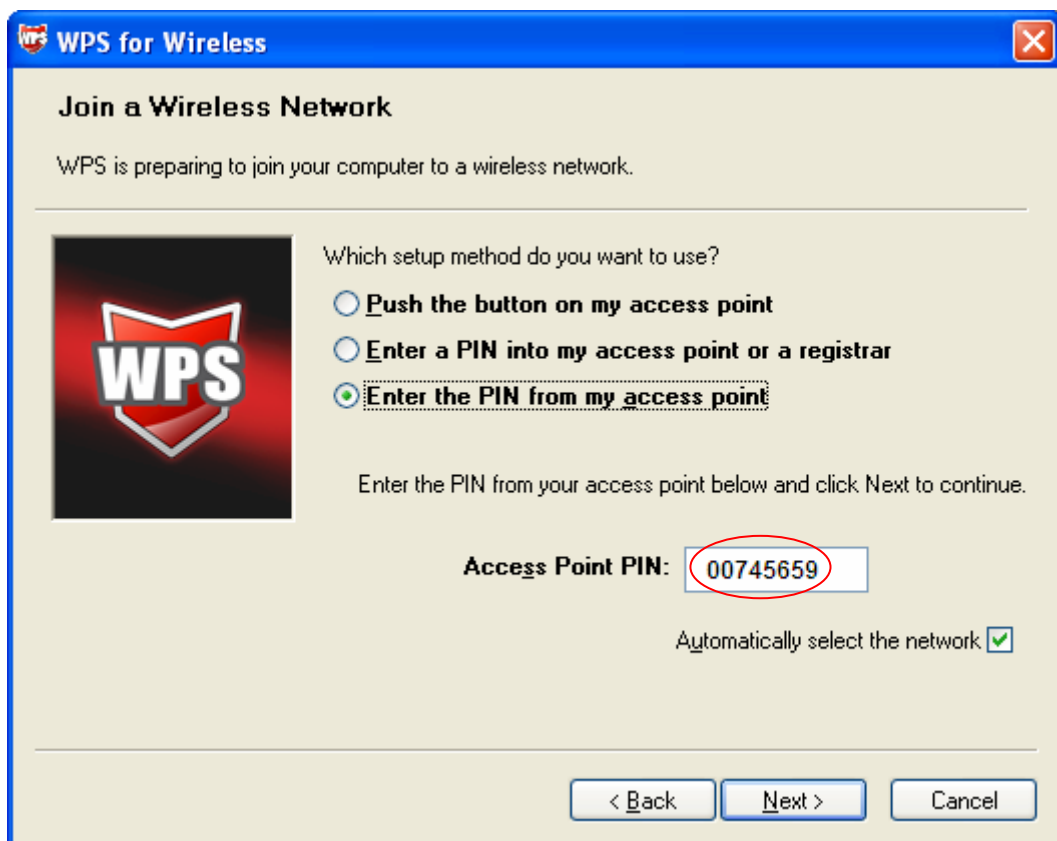 WPS for Wireless
Join a Wireless Network
WPS is preparing to join your computer to a wireless network.
WPS
Which setup method do you want to use?
Push the button on my access point
Enter a PIN into my access point or a registrar
Enter the PIN from my access point
Enter the PIN from your access point below and click Next to continue.
Access Point PIN: 00745659
Automatically select the network
< Back Next > Cancel